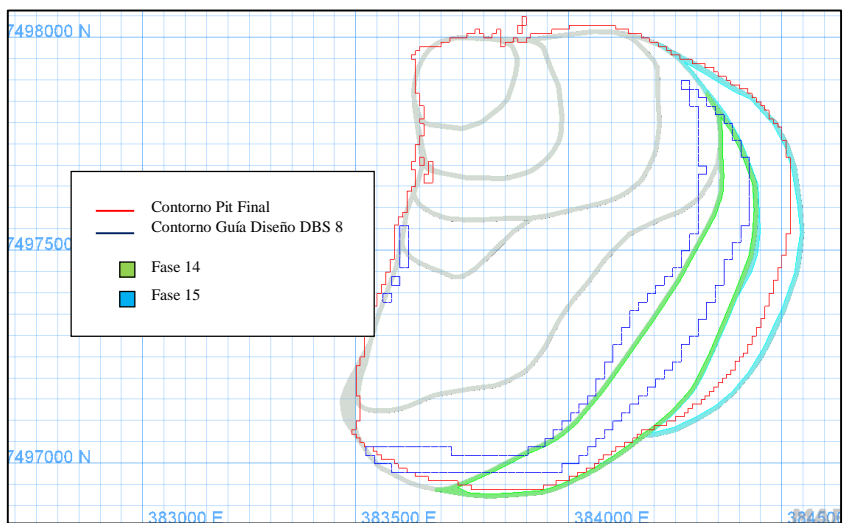 7498000 N
Contorno Pit Final
Contorno Guía Diseño DBS 8
7497500
Fase 14
Fase 15
7497000 N
383000 E
383500 E
384000 E